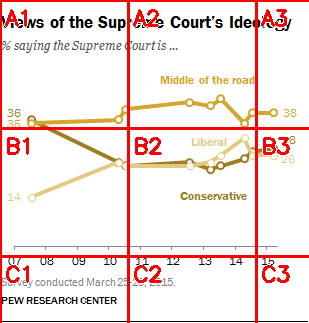 Views of the Supreme Court's Ideology
% saying the Supreme Court is ...
A1
A2
A3
Middle of the road
36
35
38
B1
B2
B3
Liberal
26
14
Conservative
07 08 09 10 11 12 13 14 15
C1
C2
C3
Survey conducted March 25-29, 2015.
PEW RESEARCH CENTER